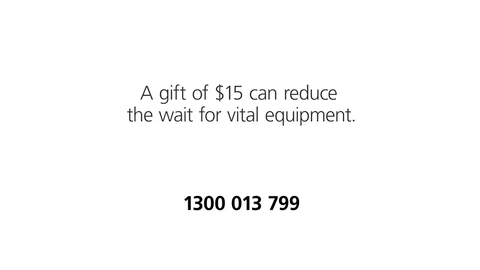 A gift of $15 can reduce
the wait for vital equipment.
1300 013 799